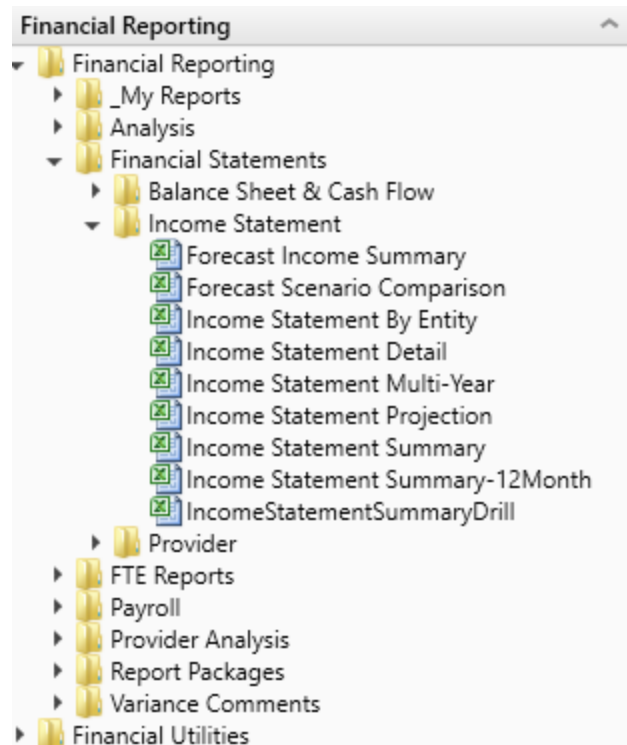 Financial Reporting
Financial Reporting
_My Reports
Analysis
Financial Statements
Balance Sheet & Cash Flow
Income Statement
Forecast Income Summary
Forecast Scenario Comparison
Income Statement By Entity
Income Statement Detail
Income Statement Multi-Year
Income Statement Projection
Income Statement Summary
Income Statement Summary-12Month
IncomeStatementSummaryDrill
Provider
FTE Reports
Payroll
Provider Analysis
Report Packages
Variance Comments
Financial Utilities